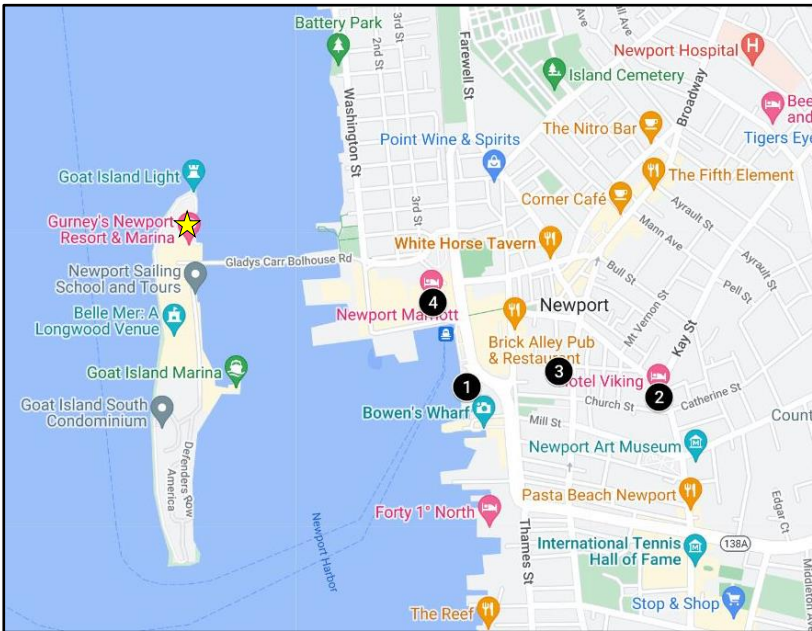 Battery Park
3rd St
2nd St
Washington St
Farewell St
Island Cemetery
Newport Hospital
H
Broadway
Bee
and
Tigers Eye
The Nitro Bar
Point Wine & Spirits
The Fifth Element
Goat Island Light
Corner Café
Ayrault St
Gurney's Newport
Resort & Marina
3rd St
White Horse Tavern
Mann Ave
Ayrault St
Gladys Carr Bolhouse Rd
Bull St
Pell St
Newport Sailing
School and Tours
4
Newport Marriott
Newport
Mt Vernon St
Kay St
Belle Mer: A
Longwood Venue
Brick Alley Pub
& Restaurant
3
Hotel Viking
2
Goat Island Marina
1
Church St
Catherine St
Goat Island South
Condominium
Bowen's Wharf
Mill St
Count
Newport Art Museum
Defenders Row
America
Pasta Beach Newport
Edgar Ct
Forty 1° North
Newport Harbor
Thames St
138A
International Tennis
Hall of Fame
Stop & Shop
The Reef